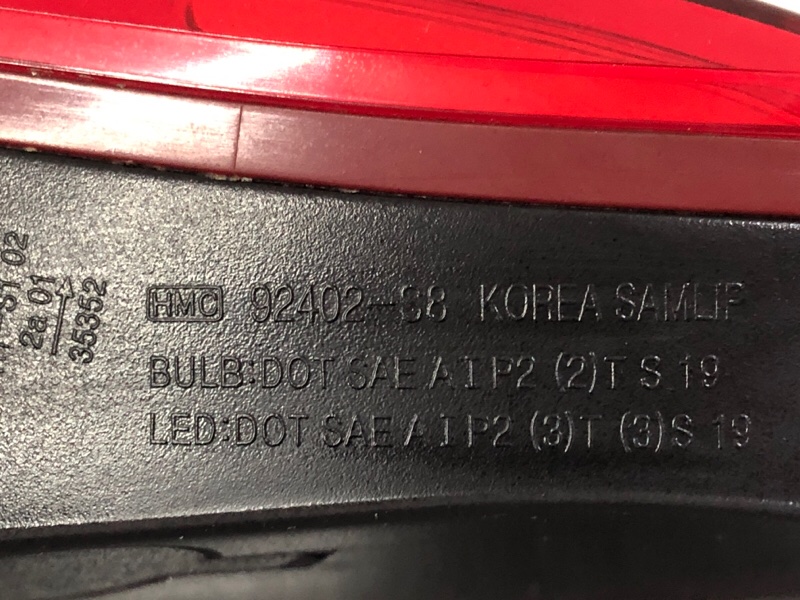 02
2a 01
35352
HMC 92402-S8 KOREA SAMLIP
BULB:DOT SAE A I P2 (2)T S 19
LED:DOT SAE A I P2 (3)T (3)S 19